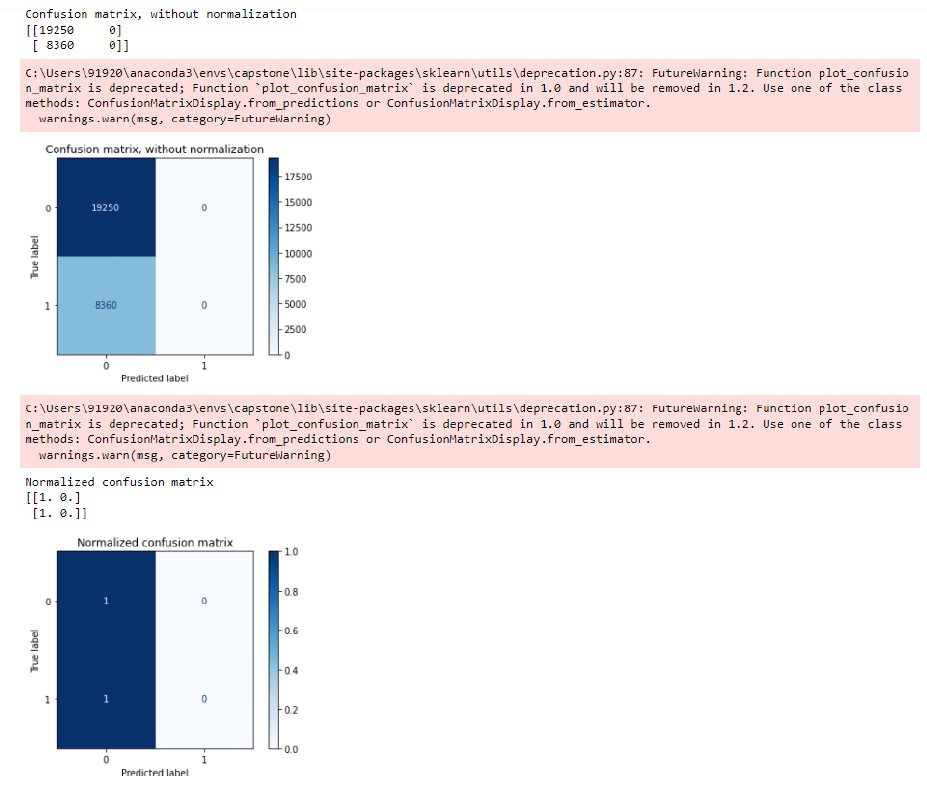 Confusion matrix, without normalization
[[19250 0]
[ 8360 0]]
C:\Users\91920\anaconda3\envs\capstone\lib\site-packages\sklearn\utils\deprecation.py:87: FutureWarning: Function plot_confusio
n_matrix is deprecated; Function `plot_confusion_matrix` is deprecated in 1.0 and will be removed in 1.2. Use one of the class
methods: ConfusionMatrixDisplay.from_predictions or ConfusionMatrixDisplay.from_estimator.
warnings.warn(msg, category=FutureWarning)
Confusion matrix, without normalization
17500
15000
12500
10000
7500
5000
2500
0
True label
0
19250
0
1
8360
0
0
1
Predicted label
C:\Users\91920\anaconda3\envs\capstone\lib\site-packages\sklearn\utils\deprecation.py:87: FutureWarning: Function plot_confusio
n_matrix is deprecated; Function `plot_confusion_matrix` is deprecated in 1.0 and will be removed in 1.2. Use one of the class
methods: ConfusionMatrixDisplay.from_predictions or ConfusionMatrixDisplay.from_estimator.
warnings.warn(msg, category=FutureWarning)
Normalized confusion matrix
[[1. 0.]
[1. 0.]]
Normalized confusion matrix
1.0
0.8
0.6
0.4
0.2
0.0
True label
0
1
0
1
1
0
0
1
Predicted label